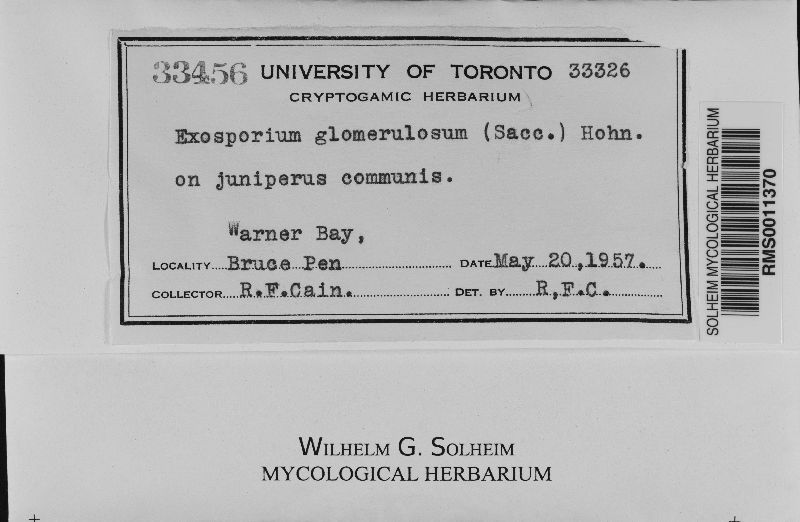 33456 UNIVERSITY OF TORONTO 33326
CRYPTOGAMIC HERBARIUM
Exosporium glomerulosum (Sacc.) Hohn.
on juniperus communis.
Warner Bay,
LOCALITY Bruce Pen DATE May 20,1957.
COLLECTOR R.F.Cain. DET. BY R,F.C.
SOLHEIM MYCOLOGICAL HERBARIUM
RMS0011370
WILHELM G. SOLHEIM
MYCOLOGICAL HERBARIUM